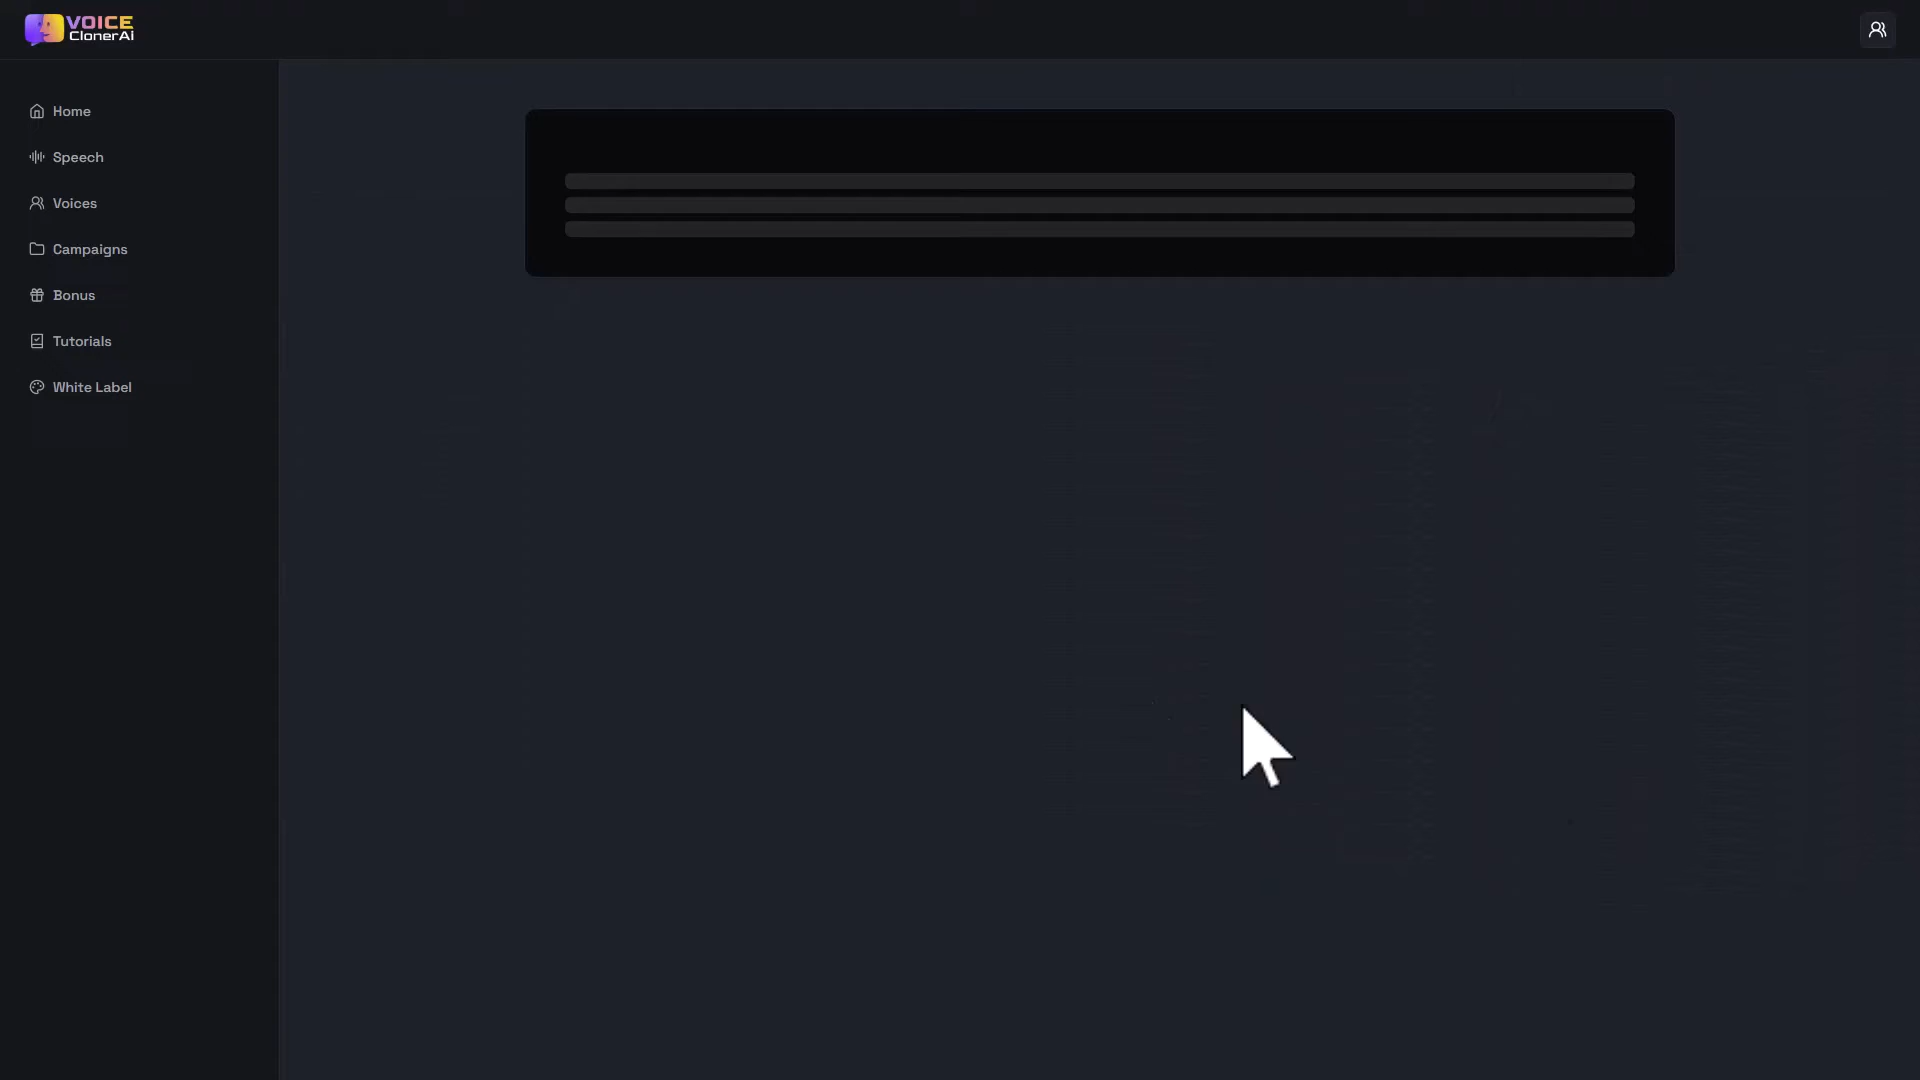 VOICE
ClonerAi
Home
Speech
Voices
Campaigns
Bonus
Tutorials
White Label